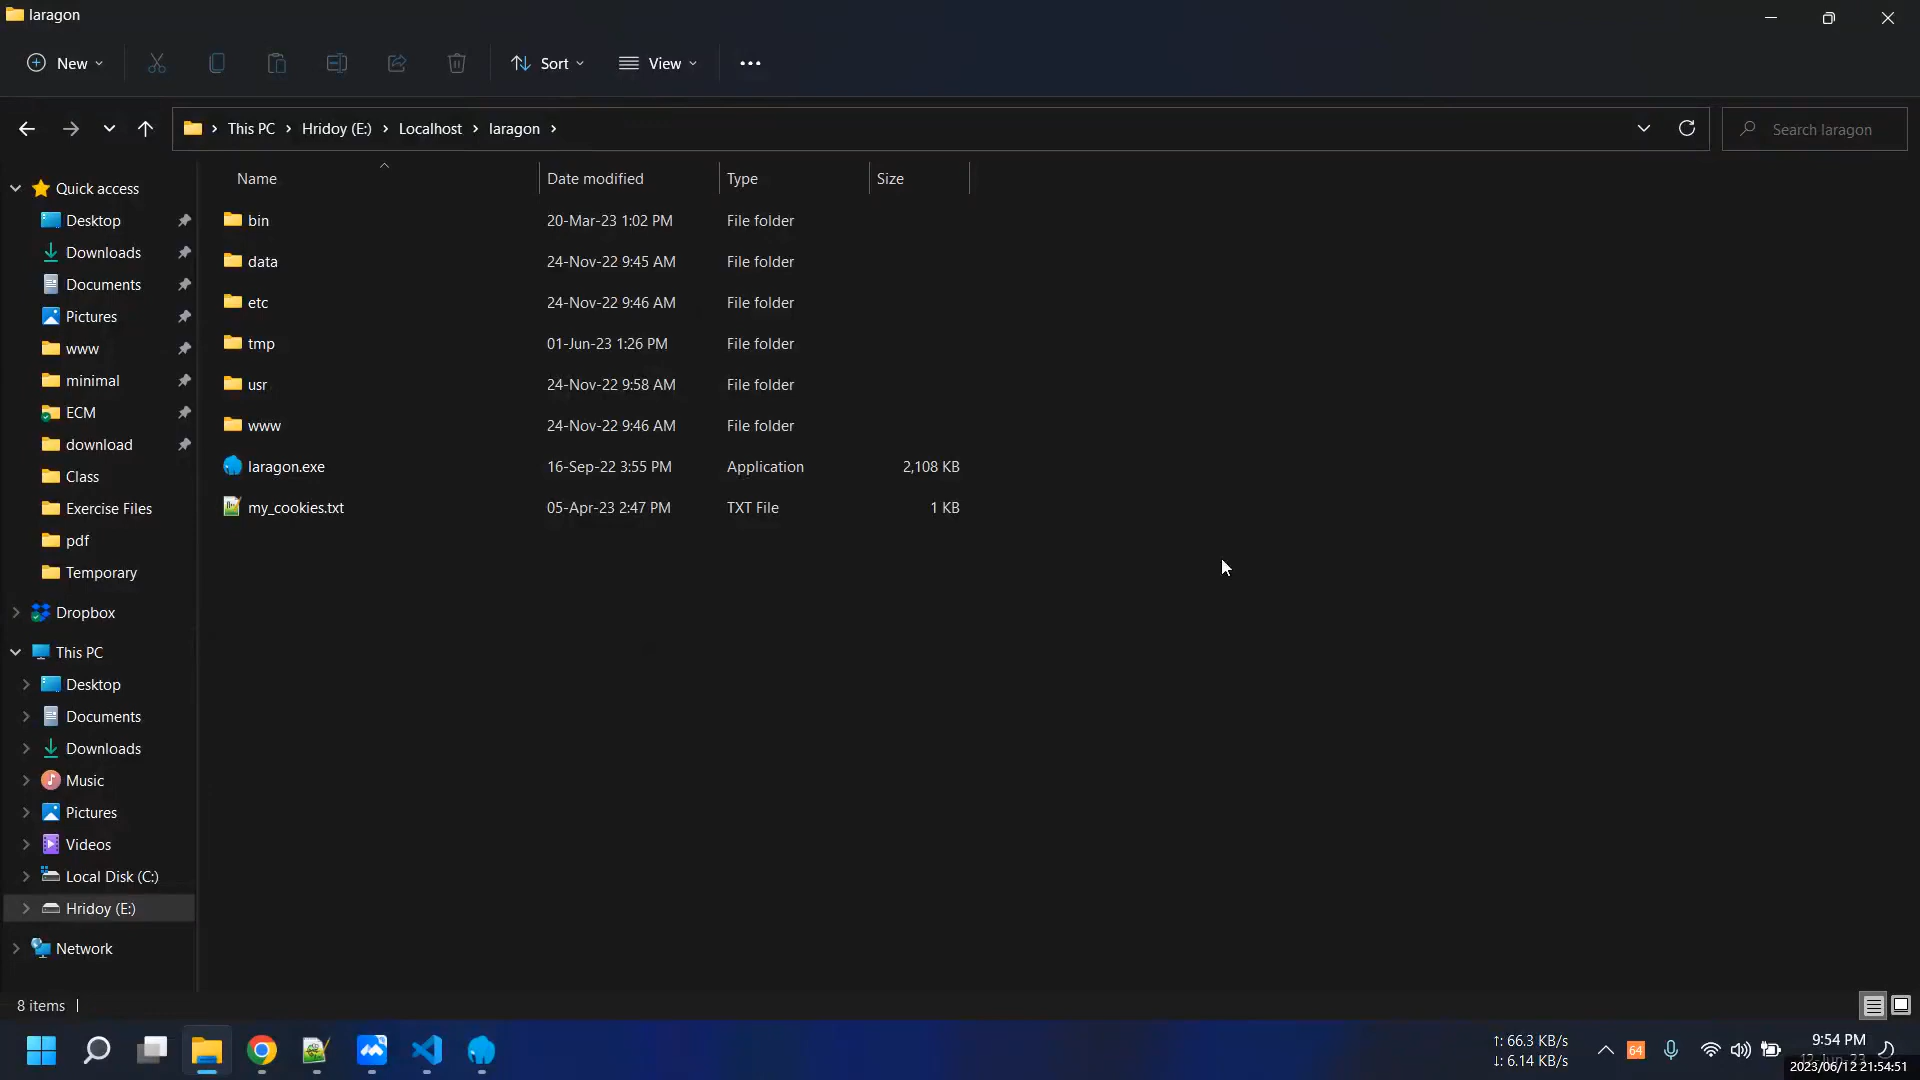 laragon
New
Sort
View
This PC
Hridoy (E:)
Localhost
laragon
Search laragon
Name
Date modified
Type
Size
bin 20-Mar-23 1:02 PM File folder
data 24-Nov-22 9:45 AM File folder
etc 24-Nov-22 9:46 AM File folder
tmp 01-Jun-23 1:26 PM File folder
usr 24-Nov-22 9:58 AM File folder
www 24-Nov-22 9:46 AM File folder
laragon.exe 16-Sep-22 3:55 PM Application 2,108 KB
my_cookies.txt 05-Apr-23 2:47 PM TXT File 1 KB
Quick access
Desktop
Downloads
Documents
Pictures
www
minimal
ECM
download
Class
Exercise Files
pdf
Temporary
Dropbox
This PC
Desktop
Documents
Downloads
Music
Pictures
Videos
Local Disk (C:)
Hridoy (E:)
Network
8 items
↑: 66.3 KB/s
↓: 6.14 KB/s
64
9:54 PM
12-Jun-23
2023/06/12 21:54:51